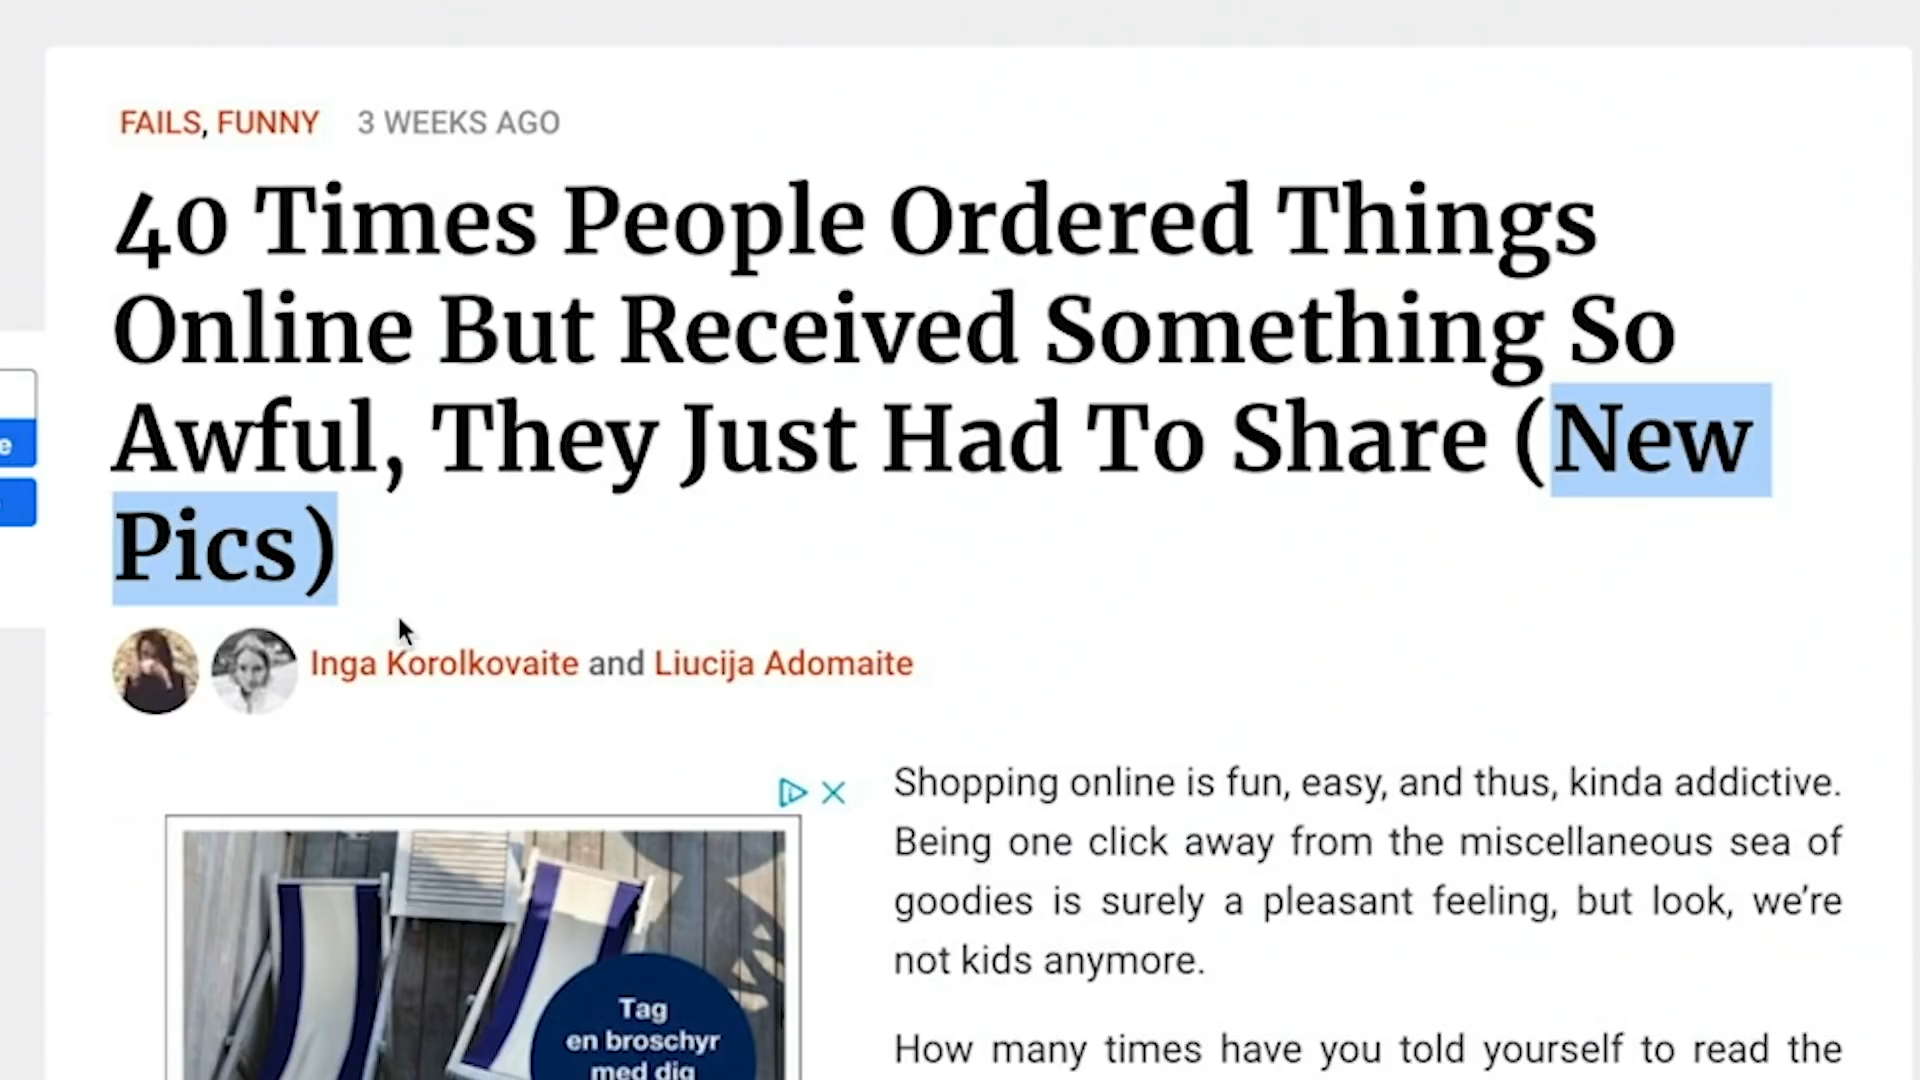 FAILS, FUNNY 3 WEEKS AGO
40 Times People Ordered Things
Online But Received Something So
Awful, They Just Had To Share (New
Pics)
Inga Korolkovaite and Liucija Adomaite
Shopping online is fun, easy, and thus, kinda addictive.
Being one click away from the miscellaneous sea of
goodies is surely a pleasant feeling, but look, we’re
not kids anymore.
How many times have you told yourself to read the
Tag
en broschyr
med dig
e